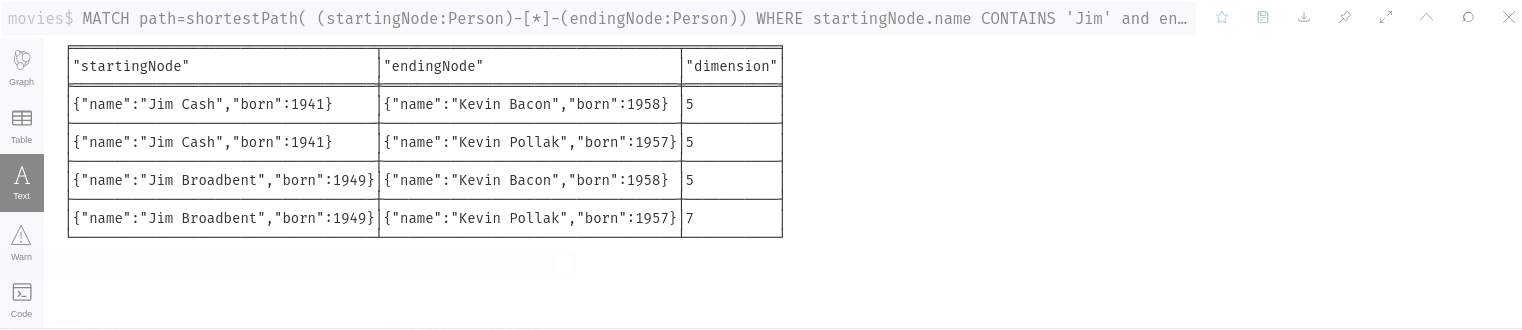 movies$ MATCH path=shortestPath( (startingNode:Person)-[*]-(endingNode:Person)) WHERE startingNode.name CONTAINS 'Jim' and en…
Graph
Table
Text
Warn
Code
"startingNode" "endingNode" "dimension"
{"name":"Jim Cash","born":1941} {"name":"Kevin Bacon","born":1958} 5
{"name":"Jim Cash","born":1941} {"name":"Kevin Pollak","born":1957} 5
{"name":"Jim Broadbent","born":1949} {"name":"Kevin Bacon","born":1958} 5
{"name":"Jim Broadbent","born":1949} {"name":"Kevin Pollak","born":1957} 7